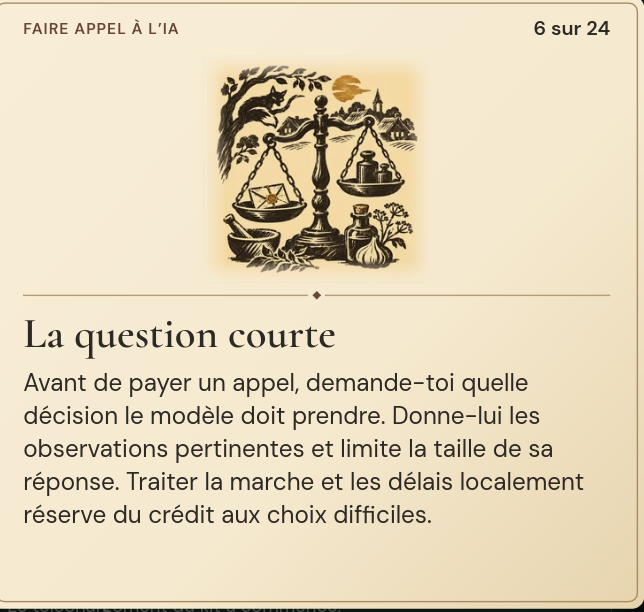 FAIRE APPEL À L'IA
6 sur 24
La question courte
Avant de payer un appel, demande-toi quelle
décision le modèle doit prendre. Donne-lui les
observations pertinentes et limite la taille de sa
réponse. Traiter la marche et les délais localement
réserve du crédit aux choix difficiles.